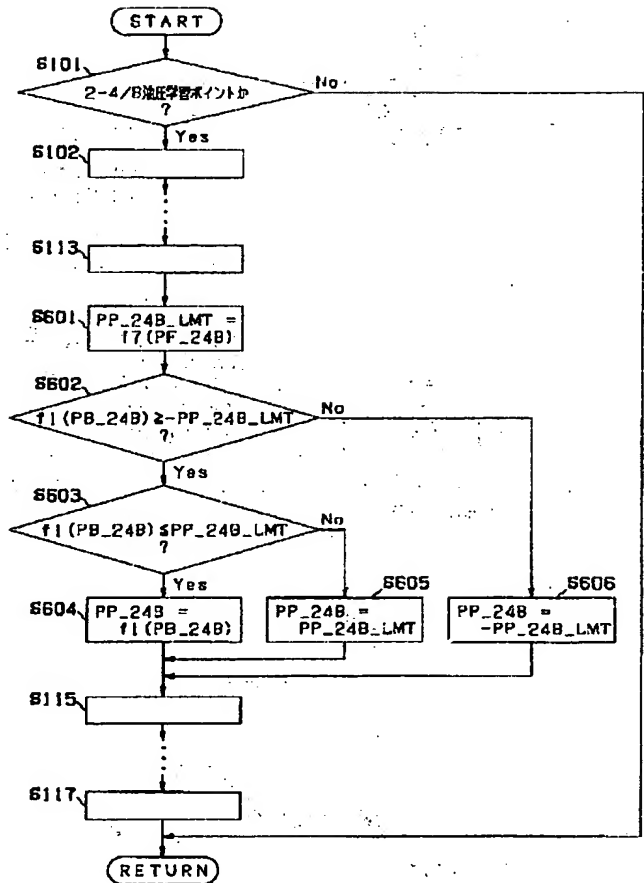 START
S101
2-4/B油圧学習ポイントか
?
No
Yes
S102
S113
S601
PP_24B_LMT =
f7(PF_24B)
S602
f1(PB_24B)≧-PP_24B_LMT
?
No
Yes
S603
f1(PB_24B)≦PP_24B_LMT
?
No
Yes
S604
PP_24B =
f1(PB_24B)
S605
PP_24B =
PP_24B_LMT
S606
PP_24B =
-PP_24B_LMT
S115
S117
RETURN